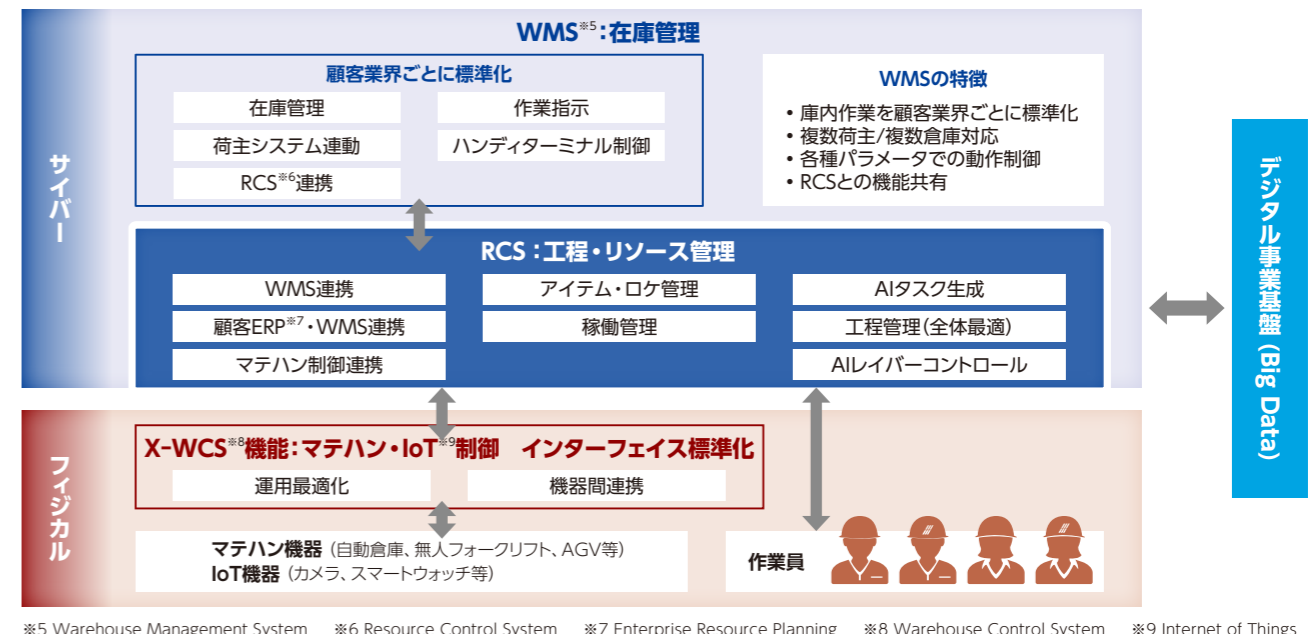 サイバー
WMS※5：在庫管理
顧客業界ごとに標準化
在庫管理
作業指示
荷主システム連動
ハンディターミナル制御
RCS※6連携
WMSの特徴
• 庫内作業を顧客業界ごとに標準化
• 複数荷主/複数倉庫対応
• 各種パラメータでの動作制御
• RCSとの機能共有
RCS：工程・リソース管理
WMS連携
アイテム・ロケ管理
AIタスク生成
顧客ERP※7・WMS連携
稼働管理
工程管理（全体最適）
マテハン制御連携
AIレイバーコントロール
デジタル事業基盤（Big Data）
フィジカル
X-WCS※8機能：マテハン・IoT※9制御　インターフェイス標準化
運用最適化
機器間連携
マテハン機器（自動倉庫、無人フォークリフト、AGV等）
IoT機器（カメラ、スマートウォッチ等）
作業員
※5 Warehouse Management System　※6 Resource Control System　※7 Enterprise Resource Planning　※8 Warehouse Control System　※9 Internet of Things